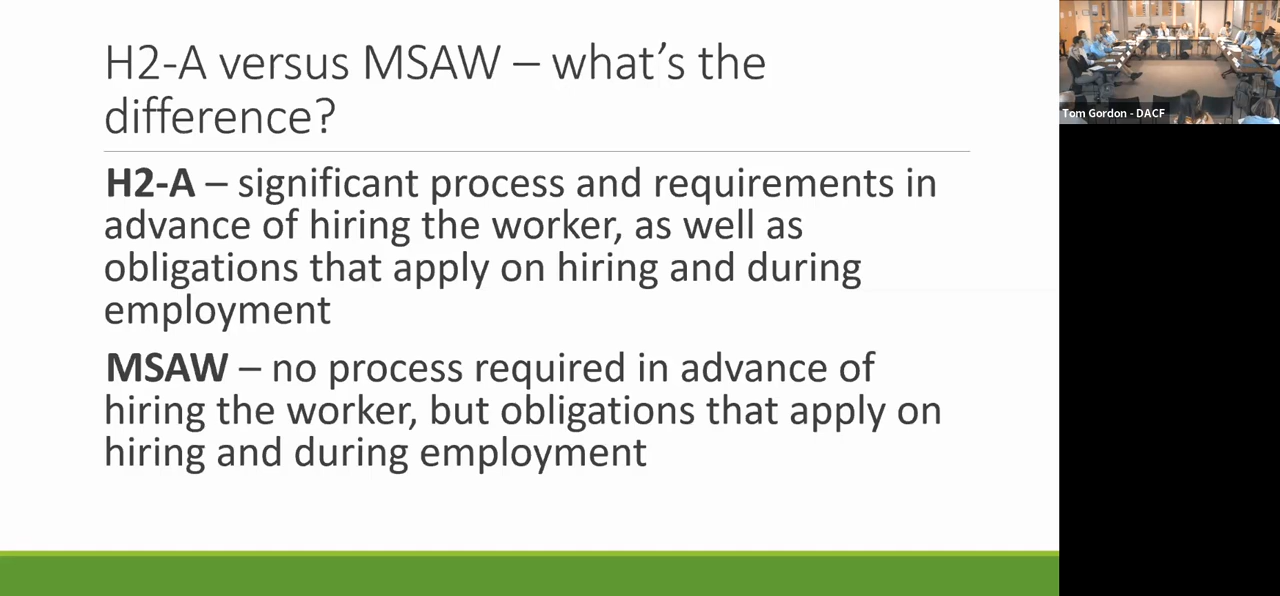 H2-A versus MSAW – what's the
difference?
H2-A – significant process and requirements in
advance of hiring the worker, as well as
obligations that apply on hiring and during
employment
MSAW – no process required in advance of
hiring the worker, but obligations that apply on
hiring and during employment
Tom Gordon - DACF